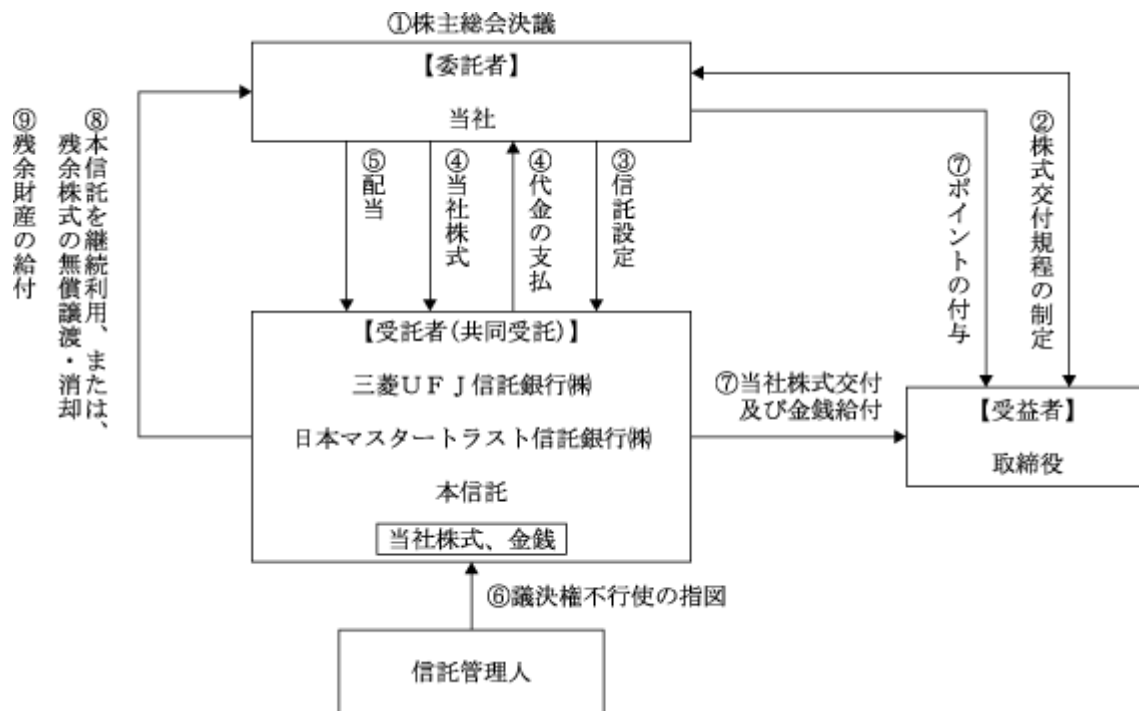 ①株主総会決議
【委託者】
当社
⑨残余財産の給付
⑧本信託を継続利用、または、
残余株式の無償譲渡・消却
⑤配当
④当社株式
④代金の支払
③信託設定
⑦ポイントの付与
②株式交付規程の制定
【受託者(共同受託)】
三菱UFJ信託銀行㈱
日本マスタートラスト信託銀行㈱
本信託
当社株式、金銭
⑦当社株式交付
及び金銭給付
【受益者】
取締役
⑥議決権不行使の指図
信託管理人